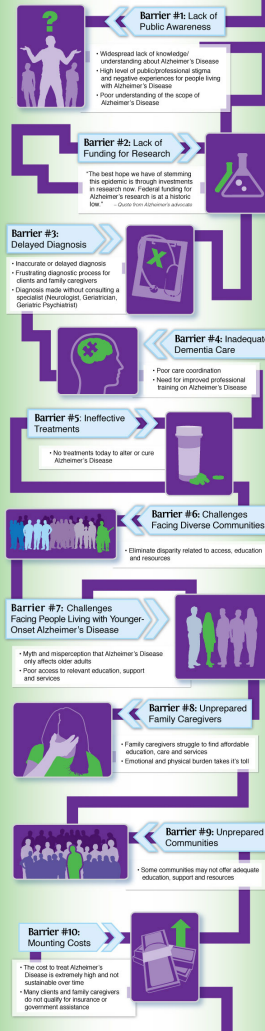 ?
Barrier #1: Lack of
Public Awareness
• Widespread lack of knowledge/
understanding about Alzheimer's Disease
• High level of public/professional stigma
and negative experiences for people living
with Alzheimer's Disease
• Poor understanding of the scope of
Alzheimer's Disease
Barrier #2: Lack of
Funding for Research
"The best hope we have of stemming
this epidemic is through investments
in research now. Federal funding for
Alzheimer's research is at a historic
low." – Quote from Alzheimer's advocate
Barrier #3:
Delayed Diagnosis
• Inaccurate or delayed diagnosis
• Frustrating diagnostic process for
clients and family caregivers
• Diagnosis made without consulting a
specialist (Neurologist, Geriatrician,
Geriatric Psychiatrist)
X
Barrier #4: Inadequate
Dementia Care
• Poor care coordination
• Need for improved professional
training on Alzheimer's Disease
Barrier #5: Ineffective
Treatments
• No treatments today to alter or cure
Alzheimer's Disease
Barrier #6: Challenges
Facing Diverse Communities
• Eliminate disparity related to access, education
and resources
Barrier #7: Challenges
Facing People Living with Younger-
Onset Alzheimer's Disease
• Myth and misperception that Alzheimer's Disease
only affects older adults
• Poor access to relevant education, support
and services
Barrier #8: Unprepared
Family Caregivers
• Family caregivers struggle to find affordable
education, care and services
• Emotional and physical burden takes it's toll
Barrier #9: Unprepared
Communities
• Some communities may not offer adequate
education, support and resources
Barrier #10:
Mounting Costs
• The cost to treat Alzheimer's
Disease is extremely high and not
sustainable over time
• Many clients and family caregivers
do not qualify for insurance or
government assistance